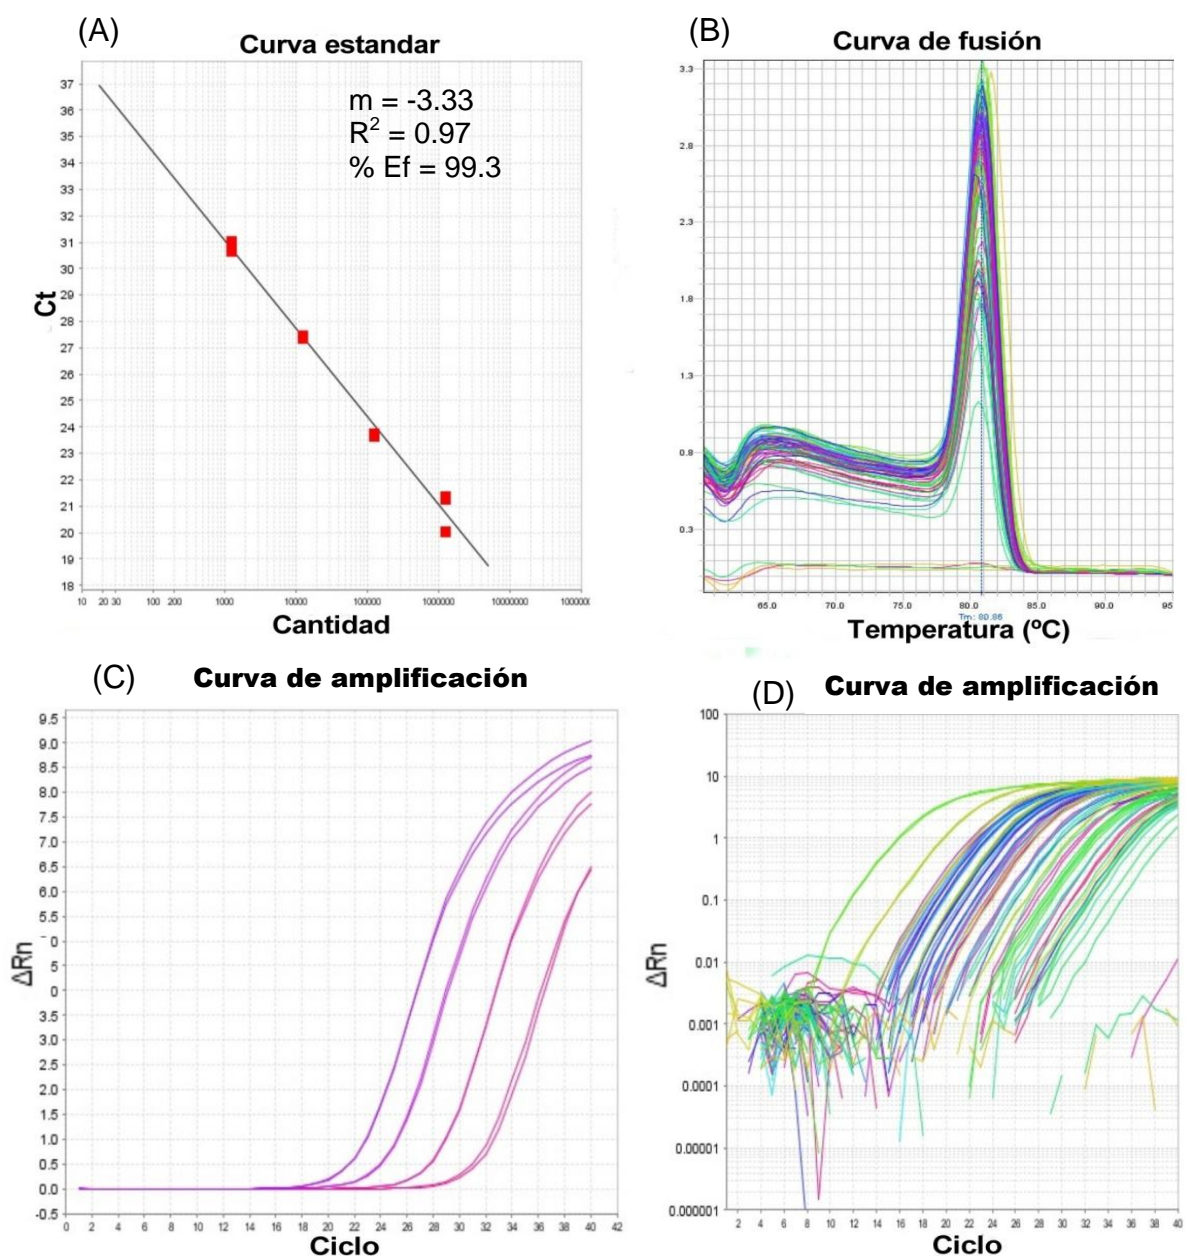 (A)
Curva estandar
m = -3.33
R² = 0.97
% Ef = 99.3
37
36
35
34
33
32
31
30
29
28
27
26
25
24
23
22
21
20
19
18
Ct
10 20 30 100 200 1000 10000 100000 1000000 10000000 1000000
Cantidad
(B)
Curva de fusión
3.3
2.8
2.3
1.8
1.3
0.8
0.3
65.0 70.0 75.0 80.0 85.0 90.0 95
Tm: 80.86
Temperatura (ºC)
(C)
Curva de amplificación
9.5
9.0
8.5
8.0
7.5
7.0
6.5
6.0
5.5
0
5
0
3.5
3.0
2.5
2.0
1.5
1.0
0.5
0.0
-0.5
ΔRn
0 2 4 6 8 10 12 14 16 18 20 22 24 26 28 30 32 34 36 38 40 42
Ciclo
(D)
Curva de amplificación
100
10
1
0.1
0.01
0.001
0.0001
0.00001
0.000001
ΔRn
2 4 6 8 10 12 14 16 18 20 22 24 26 28 30 32 34 36 38 40
Ciclo